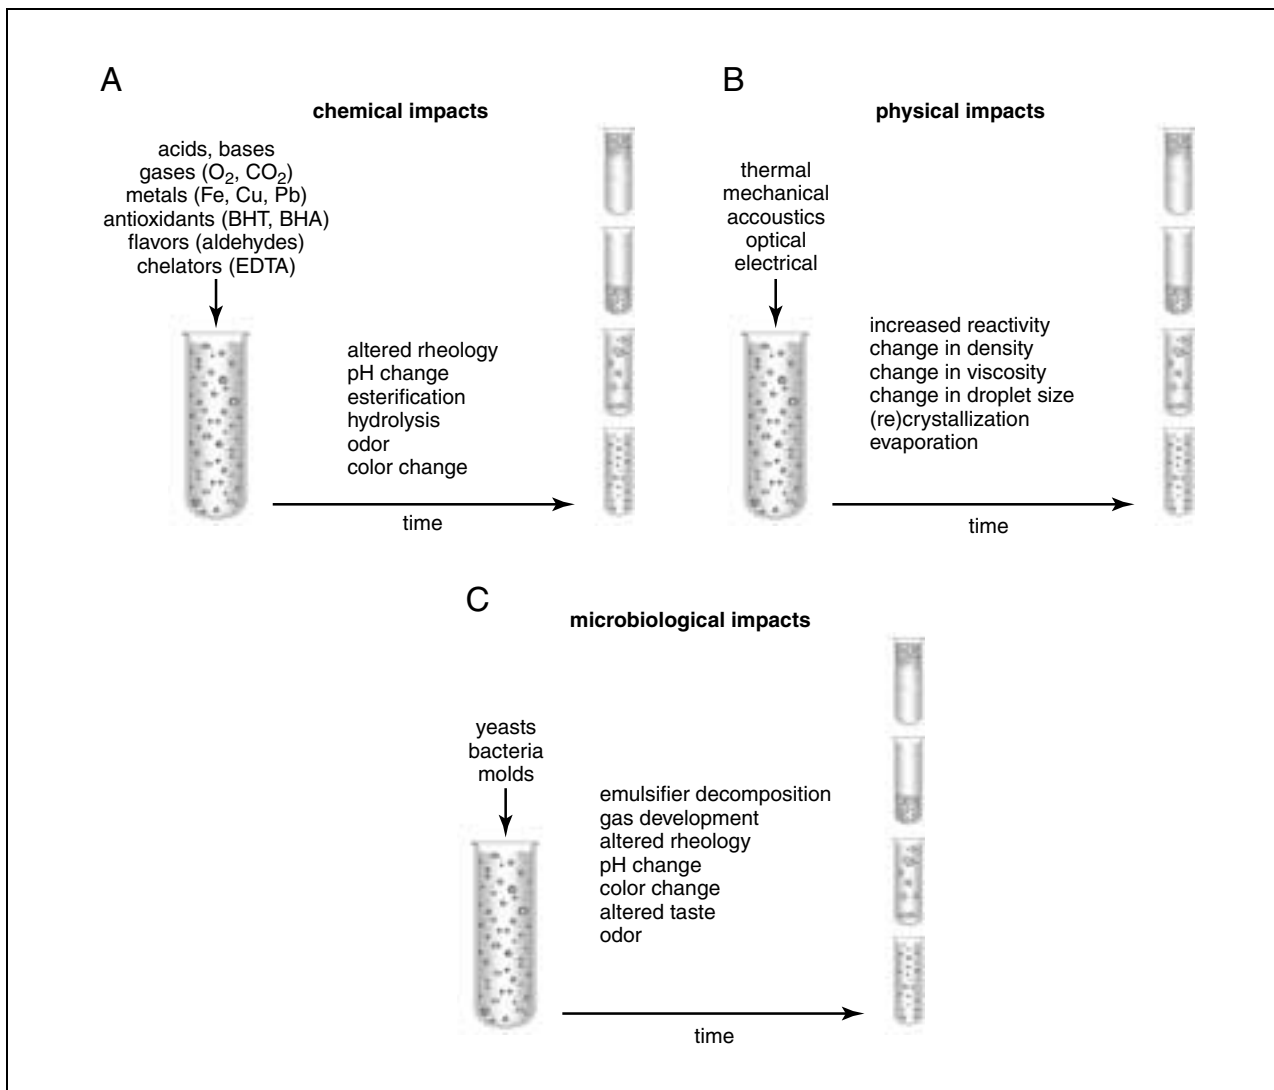 A
chemical impacts
acids, bases
gases (O₂, CO₂)
metals (Fe, Cu, Pb)
antioxidants (BHT, BHA)
flavors (aldehydes)
chelators (EDTA)
altered rheology
pH change
esterification
hydrolysis
odor
color change
time
B
physical impacts
thermal
mechanical
accoustics
optical
electrical
increased reactivity
change in density
change in viscosity
change in droplet size
(re)crystallization
evaporation
time
C
microbiological impacts
yeasts
bacteria
molds
emulsifier decomposition
gas development
altered rheology
pH change
color change
altered taste
odor
time